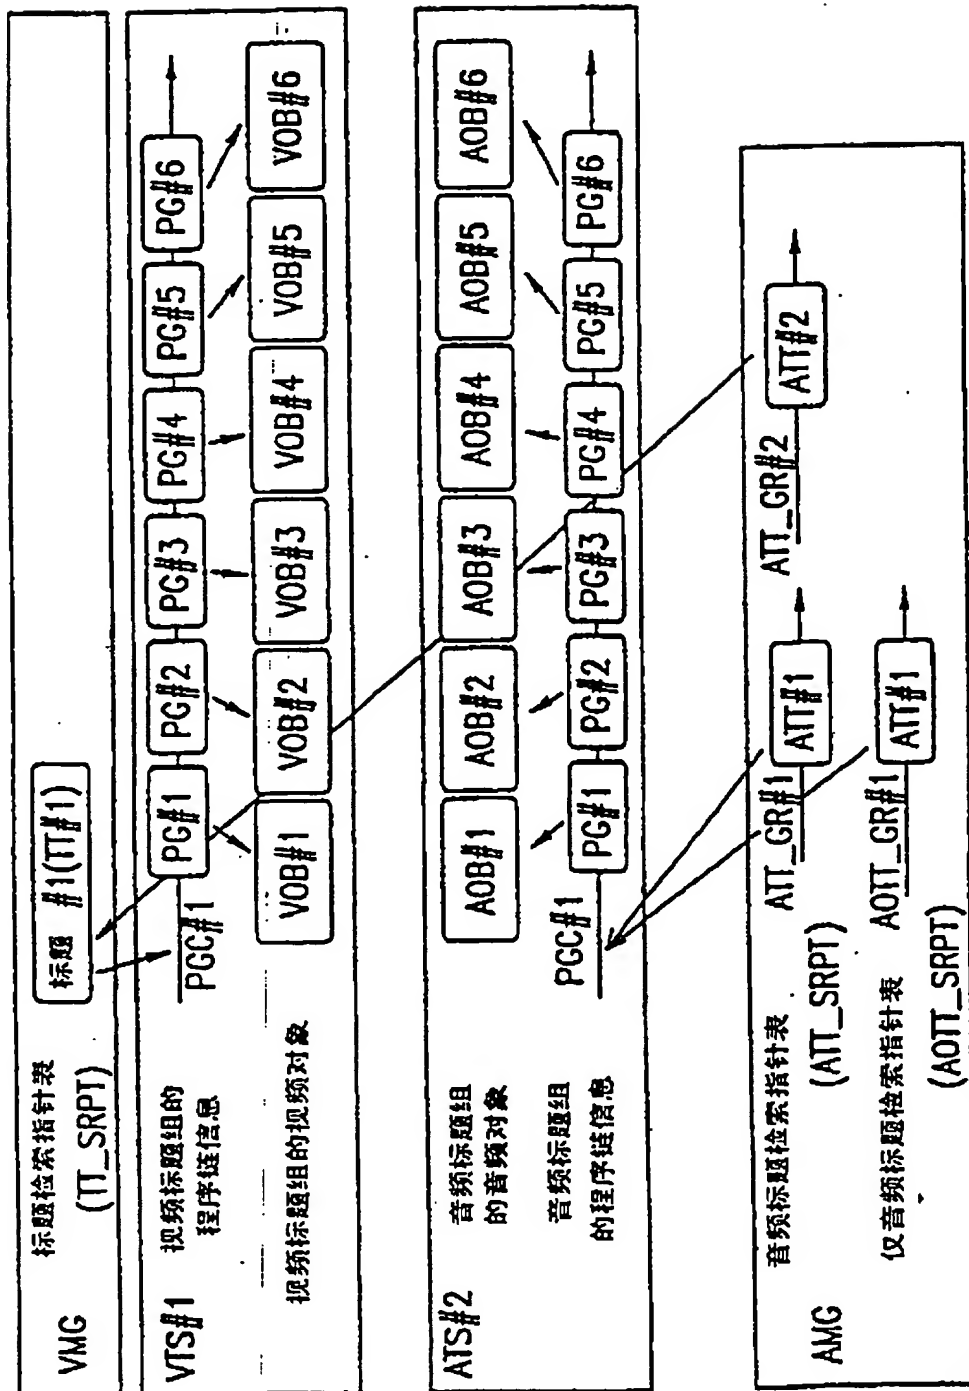 VMG
标题检索指针表
(TT_SRPT)
标题 #1(TT#1)
VTS#1
视频标题组的
程序链信息
PGC#1
PG#1
PG#2
PG#3
PG#4
PG#5
PG#6
视频标题组的视频对象
VOB#1
VOB#2
VOB#3
VOB#4
VOB#5
VOB#6
ATS#2
音频标题组
的音频对象
AOB#1
AOB#2
AOB#3
AOB#4
AOB#5
AOB#6
音频标题组
的程序链信息
PGC#1
PG#1
PG#2
PG#3
PG#4
PG#5
PG#6
AMG
音频标题检索指针表
(ATT_SRPT)
ATT_GR#1
ATT#1
ATT_GR#2
ATT#2
仅音频标题检索指针表
(AOTT_SRPT)
AOTT_GR#1
ATT#1